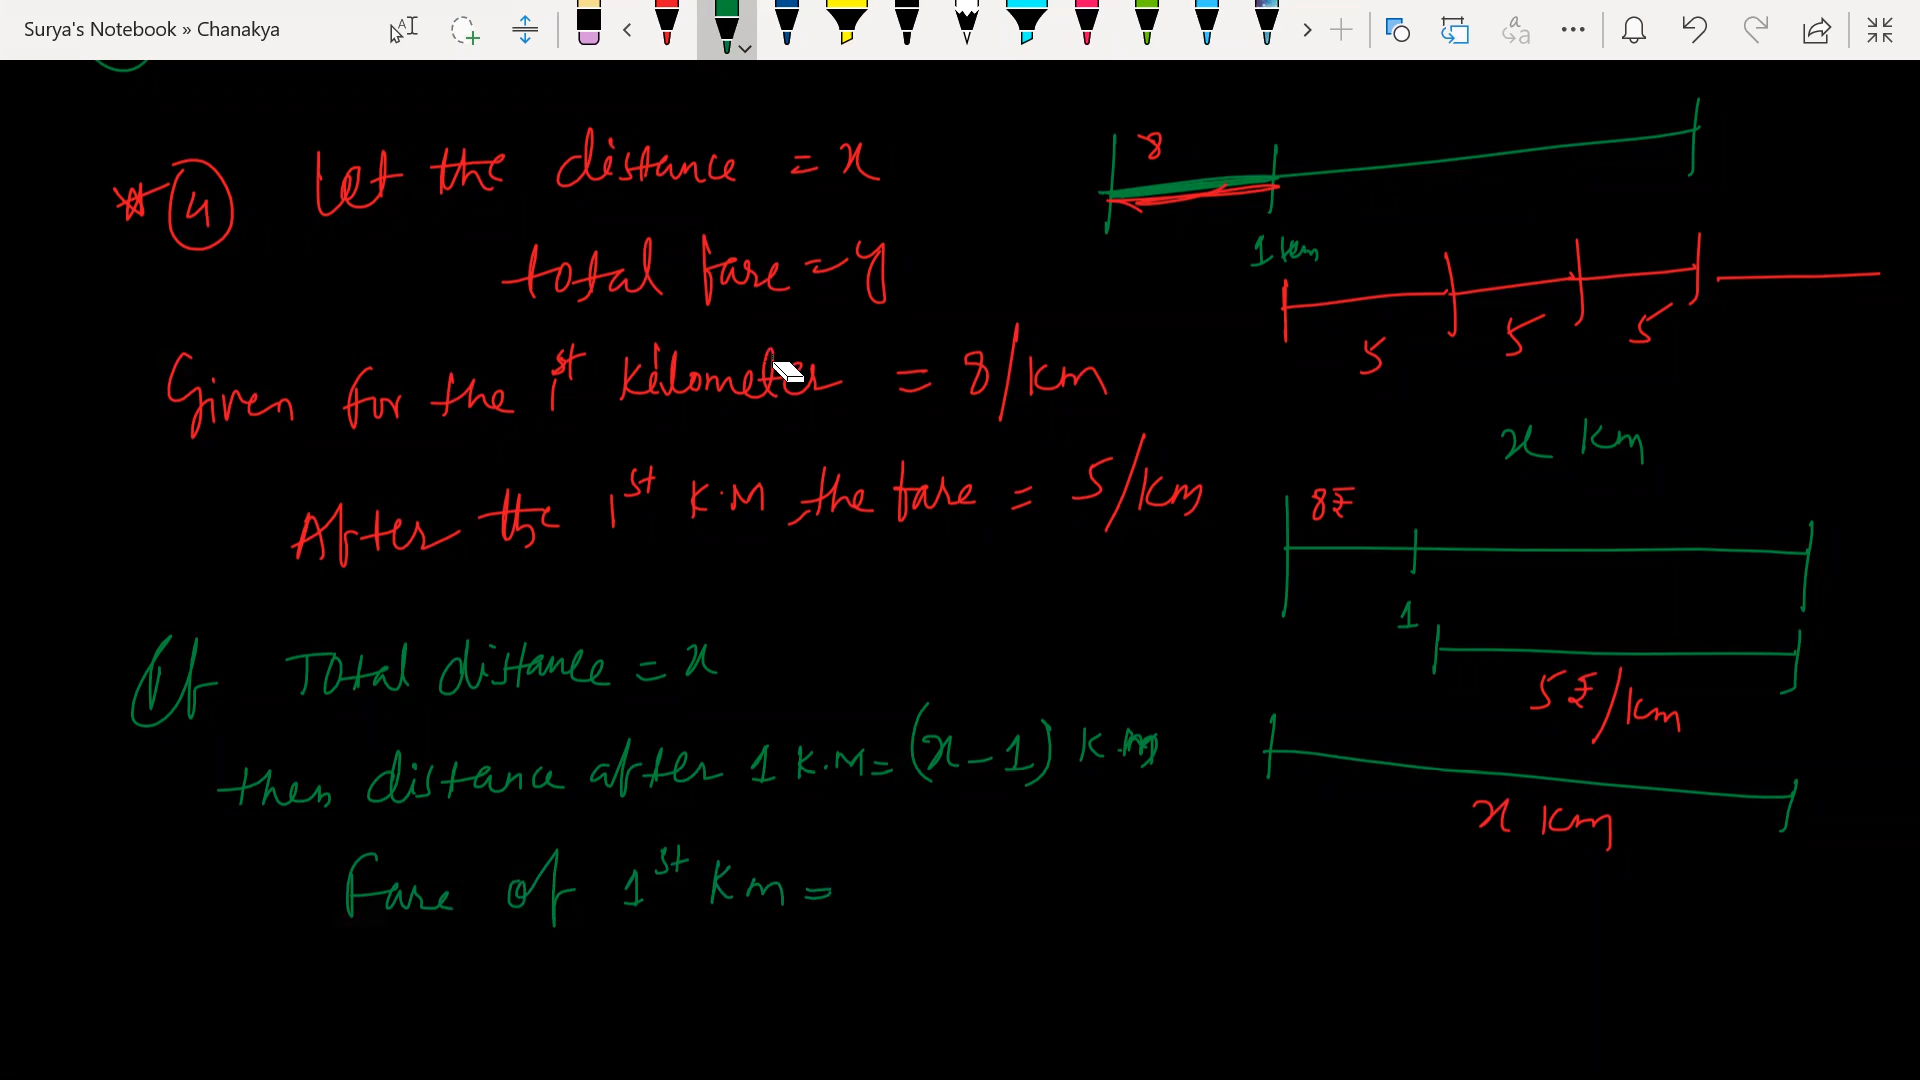 Surya's Notebook » Chanakya
* 4 Let the distance = x
total fare = y
Given for the 1st kilometer = 8/km
After the 1st K.M, the fare = 5/km
If Total distance = x
then distance after 1 K.M = (x-1) K.m
Fare of 1st Km =
8
1 km
5 5 5
x km
8₹
1
5₹/km
x km